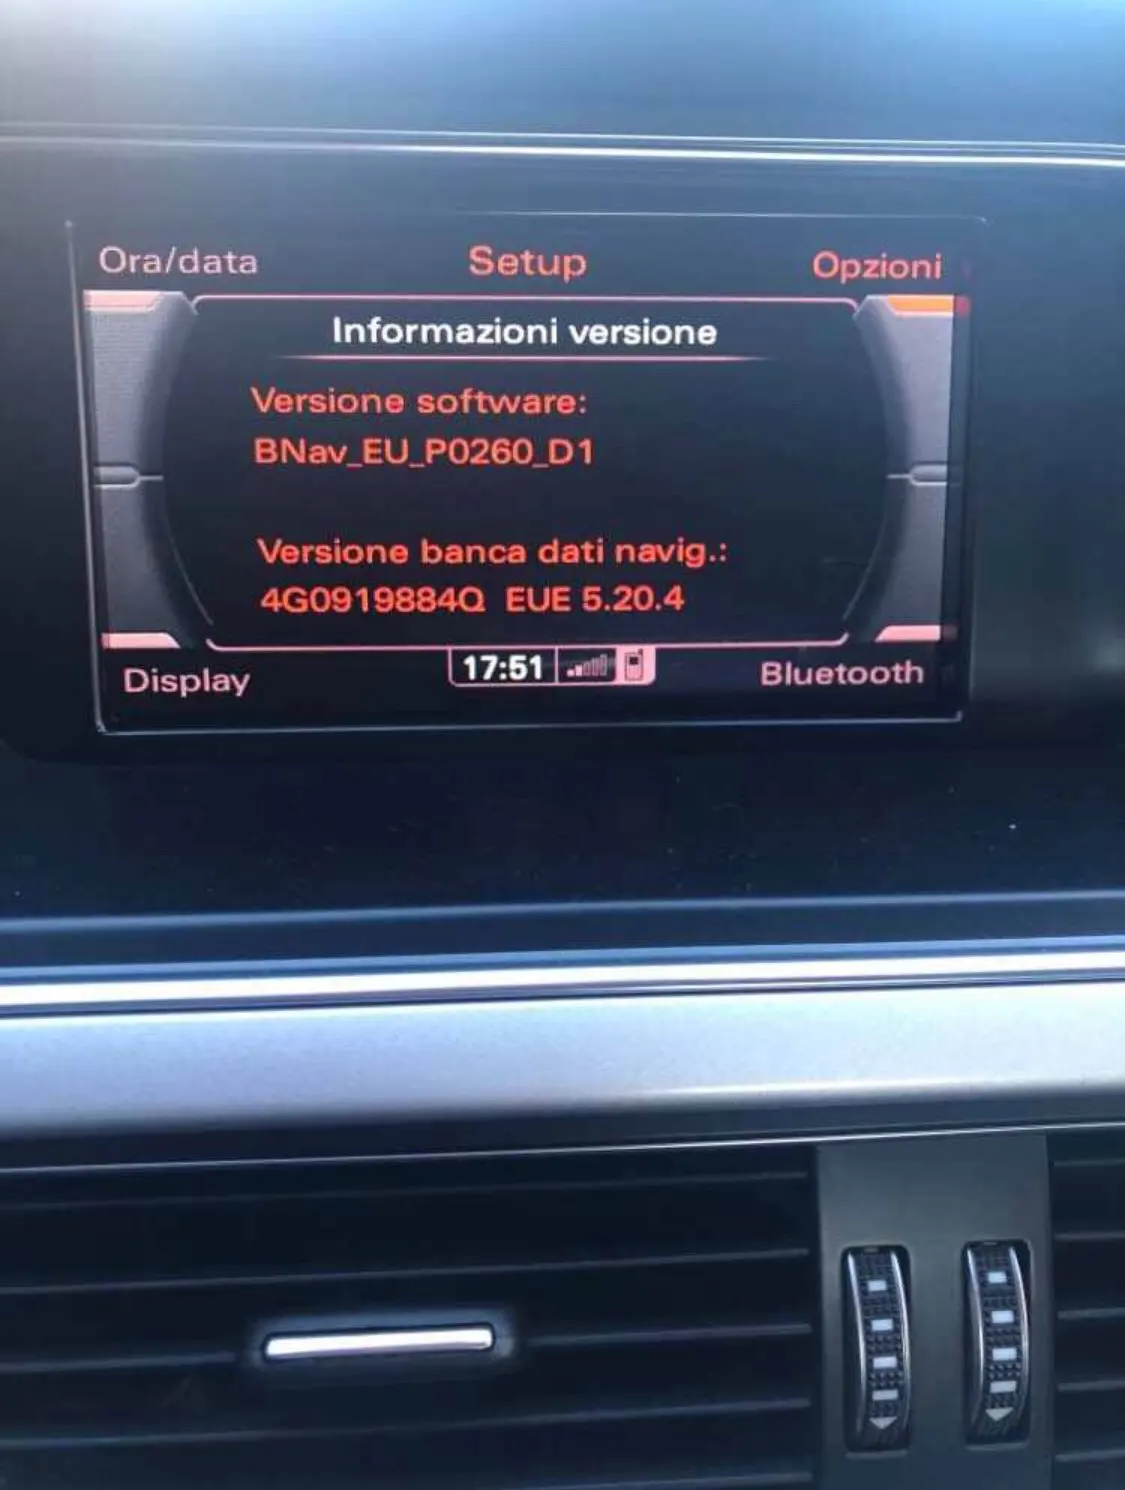 Ora/data Setup Opzioni
Informazioni versione
Versione software:
BNav_EU_P0260_D1
Versione banca dati navig.:
4G0919884Q EUE 5.20.4
Display 17:51 Bluetooth